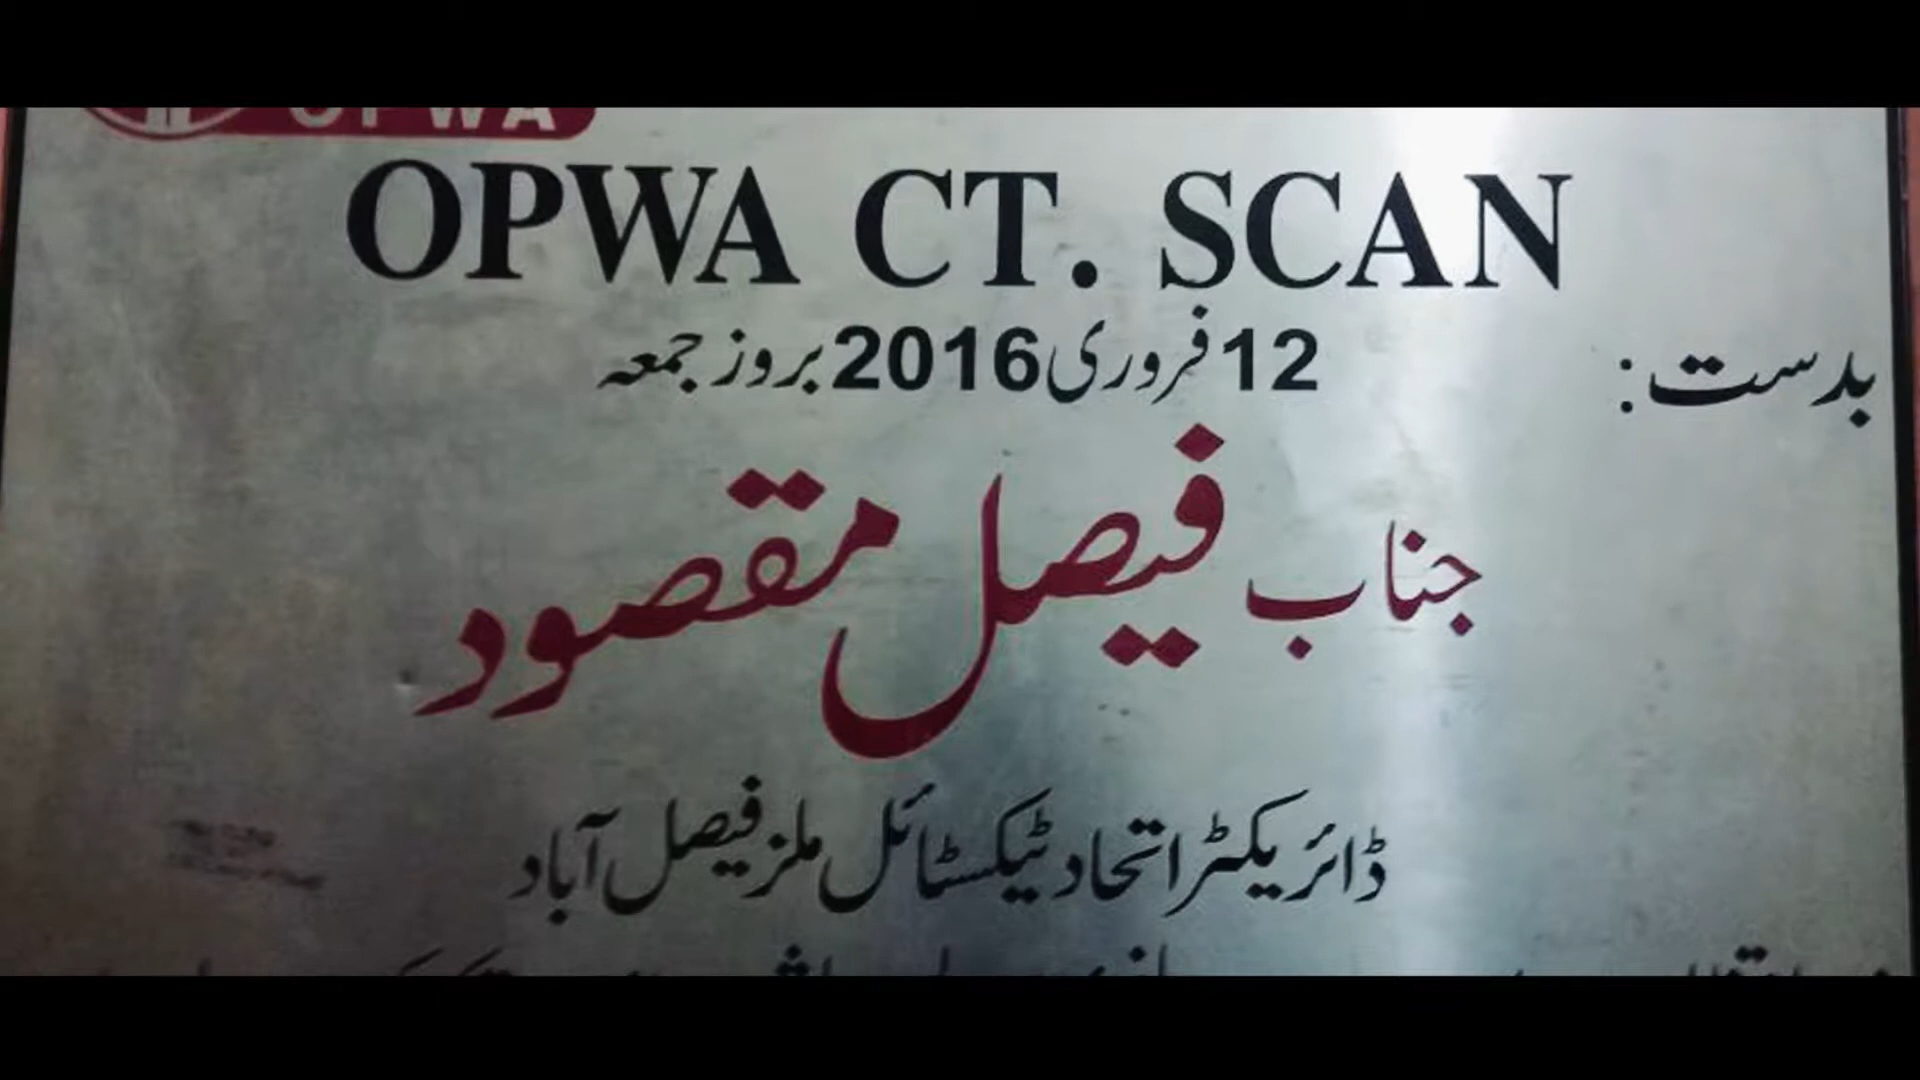 OPWA
OPWA CT. SCAN
12 فروری 2016 بروز جمعہ
بدست:
جناب فیصل مقصود
ڈائریکٹر اتحاد ٹیکسٹائل ملز فیصل آباد